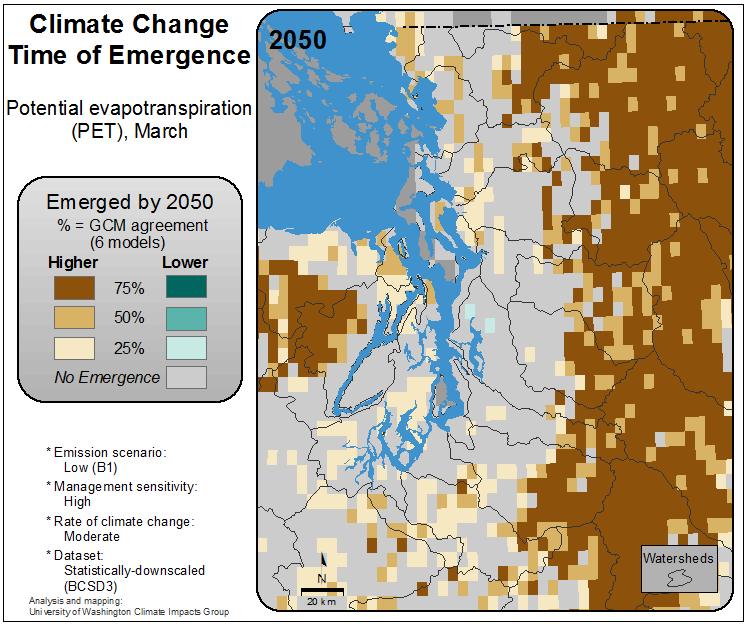 Climate Change
Time of Emergence
Potential evapotranspiration
(PET), March
Emerged by 2050
% = GCM agreement
(6 models)
Higher Lower
75%
50%
25%
No Emergence
* Emission scenario:
Low (B1)
* Management sensitivity:
High
* Rate of climate change:
Moderate
* Dataset:
Statistically-downscaled
(BCSD3)
Analysis and mapping:
University of Washington Climate Impacts Group
2050
N
20 km
Watersheds